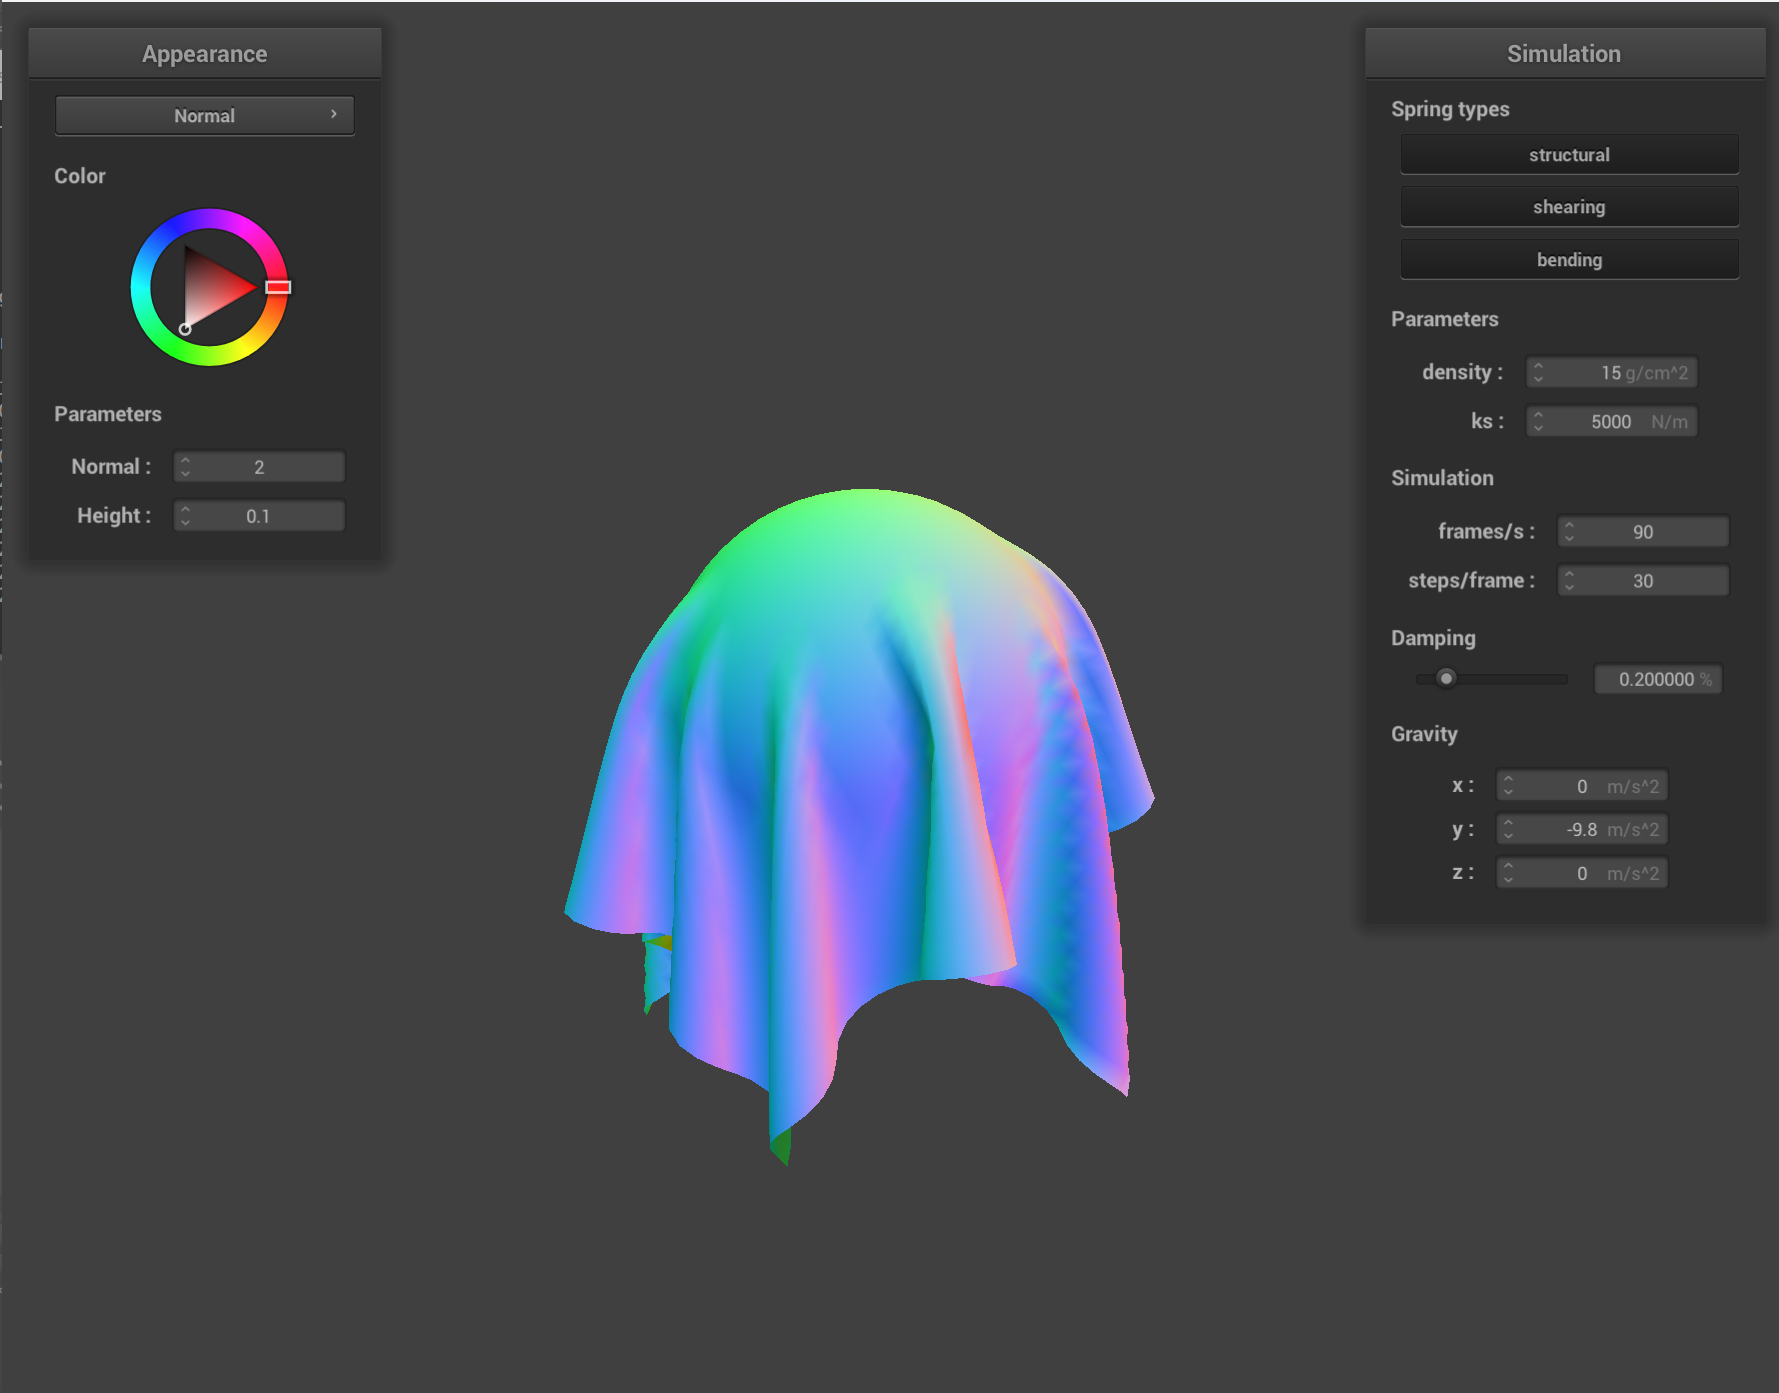 Appearance
Normal
Color
Parameters
Normal : 2
Height : 0.1
Simulation
Spring types
structural
shearing
bending
Parameters
density : 15 g/cm^2
ks : 5000 N/m
Simulation
frames/s : 90
steps/frame : 30
Damping
0.200000 %
Gravity
x : 0 m/s^2
y : -9.8 m/s^2
z : 0 m/s^2